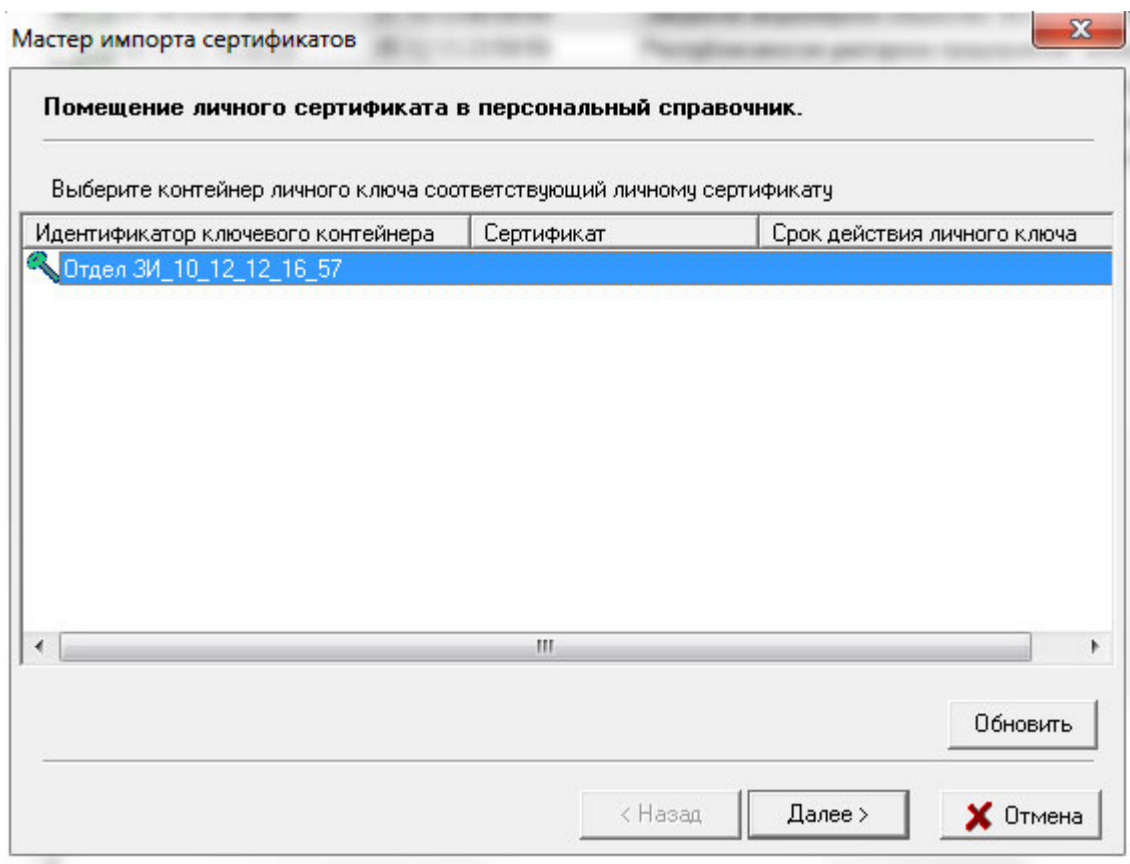 Мастер импорта сертификатов
Помещение личного сертификата в персональный справочник.
Выберите контейнер личного ключа соответствующий личному сертификату
Идентификатор ключевого контейнера Сертификат Срок действия личного ключа
Отдел ЗИ_10_12_12_16_57
Обновить
< Назад Далее > Отмена